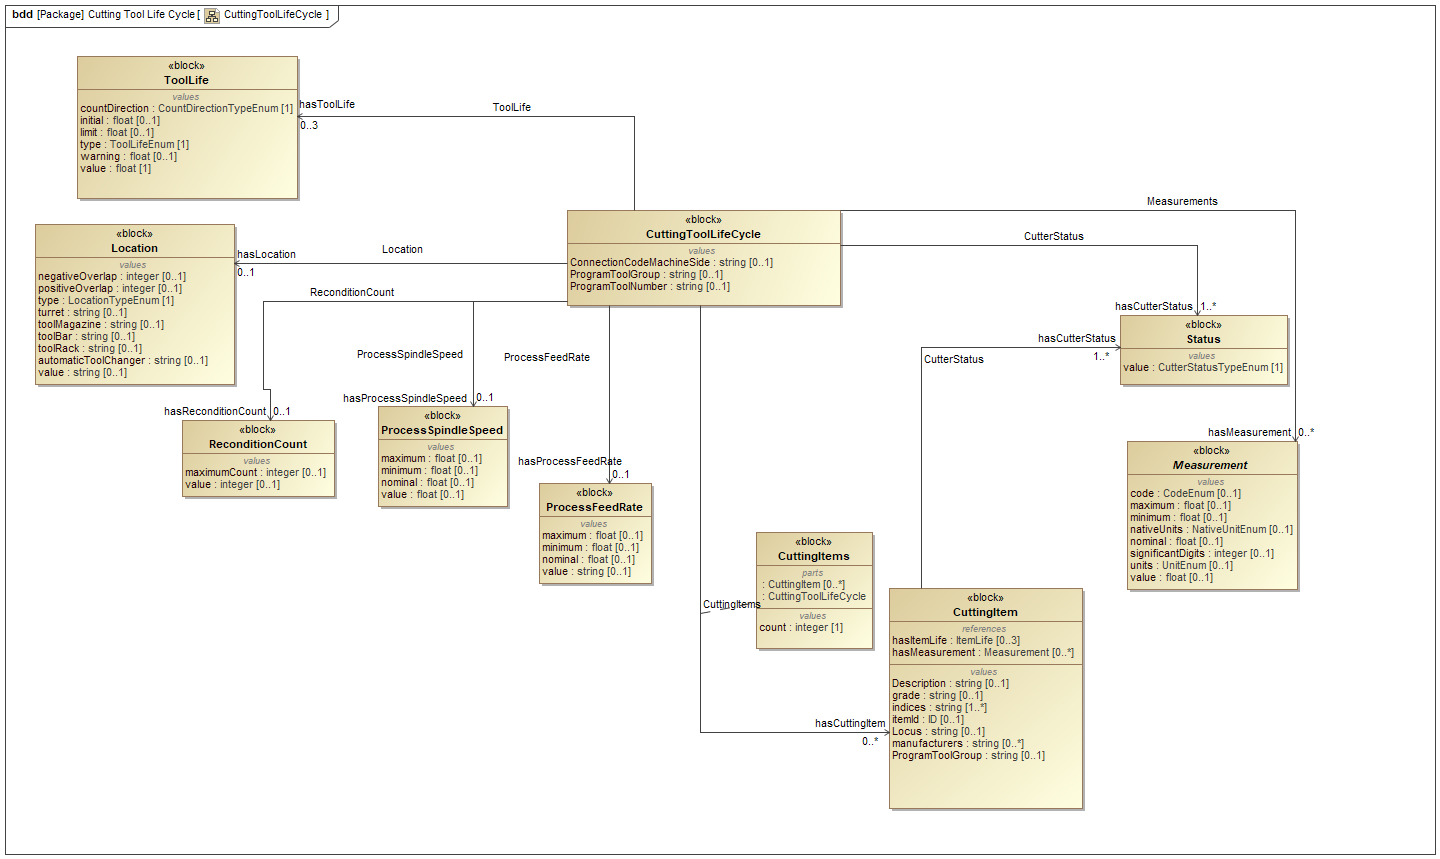 bdd [Package] Cutting Tool Life Cycle [ CuttingToolLifeCycle ]
«block»
ToolLife
values
countDirection : CountDirectionTypeEnum [1]
initial : float [0..1]
limit : float [0..1]
type : ToolLifeEnum [1]
warning : float [0..1]
value : float [1]
hasToolLife
0..3
ToolLife
«block»
CuttingToolLifeCycle
values
ConnectionCodeMachineSide : string [0..1]
ProgramToolGroup : string [0..1]
ProgramToolNumber : string [0..1]
Measurements
CutterStatus
«block»
Location
values
negativeOverlap : integer [0..1]
positiveOverlap : integer [0..1]
type : LocationTypeEnum [1]
turret : string [0..1]
toolMagazine : string [0..1]
toolBar : string [0..1]
toolRack : string [0..1]
automaticToolChanger : string [0..1]
value : string [0..1]
hasLocation
0..1
Location
ReconditionCount
ProcessSpindleSpeed
ProcessFeedRate
hasReconditionCount
0..1
«block»
ReconditionCount
values
maximumCount : integer [0..1]
value : integer [0..1]
hasProcessSpindleSpeed
0..1
«block»
ProcessSpindleSpeed
values
maximum : float [0..1]
minimum : float [0..1]
nominal : float [0..1]
value : float [0..1]
hasProcessFeedRate
0..1
«block»
ProcessFeedRate
values
maximum : float [0..1]
minimum : float [0..1]
nominal : float [0..1]
value : string [0..1]
hasCutterStatus
1..*
hasCutterStatus
1..*
CutterStatus
«block»
Status
values
value : CutterStatusTypeEnum [1]
hasMeasurement
0..*
«block»
Measurement
values
code : CodeEnum [0..1]
maximum : float [0..1]
minimum : float [0..1]
nativeUnits : NativeUnitEnum [0..1]
nominal : float [0..1]
significantDigits : integer [0..1]
units : UnitEnum [0..1]
value : float [0..1]
«block»
CuttingItems
parts
: CuttingItem [0..*]
: CuttingToolLifeCycle
values
count : integer [1]
CuttingItems
hasCuttingItem
0..*
«block»
CuttingItem
references
hasItemLife : ItemLife [0..3]
hasMeasurement : Measurement [0..*]
values
Description : string [0..1]
grade : string [0..1]
indices : string [1..*]
itemId : ID [0..1]
Locus : string [0..1]
manufacturers : string [0..*]
ProgramToolGroup : string [0..1]